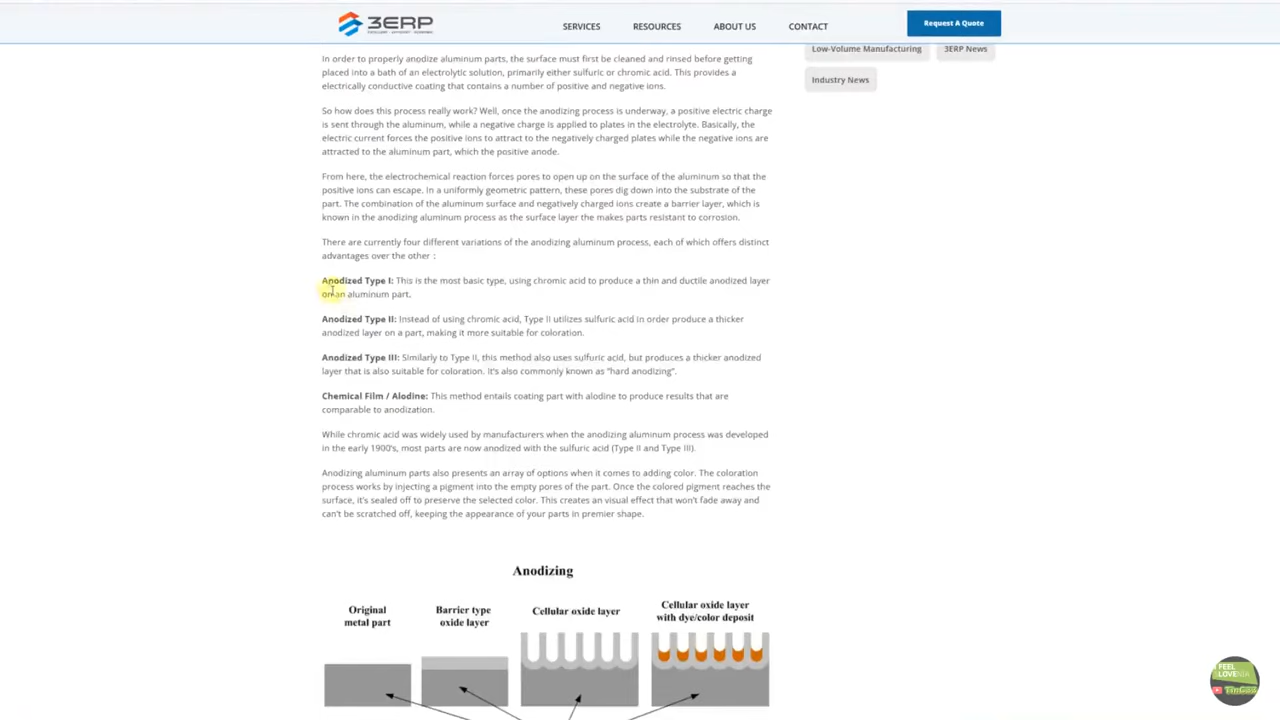 3ERP
SERVICES
RESOURCES
ABOUT US
CONTACT
Request A Quote
Low-Volume Manufacturing
3ERP News
Industry News
In order to properly anodize aluminum parts, the surface must first be cleaned and rinsed before getting
placed into a bath of an electrolytic solution, primarily either sulfuric or chromic acid. This provides a
electrically conductive coating that contains a number of positive and negative ions.
So how does this process really work? Well, once the anodizing process is underway, a positive electric charge
is sent through the aluminum, while a negative charge is applied to plates in the electrolyte. Basically, the
electric current forces the positive ions to attract to the negatively charged plates while the negative ions are
attracted to the aluminum part, which the positive anode.
From here, the electrochemical reaction forces pores to open up on the surface of the aluminum so that the
positive ions can escape. In a uniformly geometric pattern, these pores dig down into the substrate of the
part. The combination of the aluminum surface and negatively charged ions create a barrier layer, which is
known in the anodizing aluminum process as the surface layer the makes parts resistant to corrosion.
There are currently four different variations of the anodizing aluminum process, each of which offers distinct
advantages over the other :
Anodized Type I: This is the most basic type, using chromic acid to produce a thin and ductile anodized layer
on an aluminum part.
Anodized Type II: Instead of using chromic acid, Type II utilizes sulfuric acid in order produce a thicker
anodized layer on a part, making it more suitable for coloration.
Anodized Type III: Similarly to Type II, this method also uses sulfuric acid, but produces a thicker anodized
layer that is also suitable for coloration. It's also commonly known as “hard anodizing”.
Chemical Film / Alodine: This method entails coating part with alodine to produce results that are
comparable to anodization.
While chromic acid was widely used by manufacturers when the anodizing aluminum process was developed
in the early 1900's, most parts are now anodized with the sulfuric acid (Type II and Type III).
Anodizing aluminum parts also presents an array of options when it comes to adding color. The coloration
process works by injecting a pigment into the empty pores of the part. Once the colored pigment reaches the
surface, it's sealed off to preserve the selected color. This creates an visual effect that won't fade away and
can't be scratched off, keeping the appearance of your parts in premier shape.
Anodizing
Original
metal part
Barrier type
oxide layer
Cellular oxide layer
Cellular oxide layer
with dye/color deposit
FEEL
LOVE